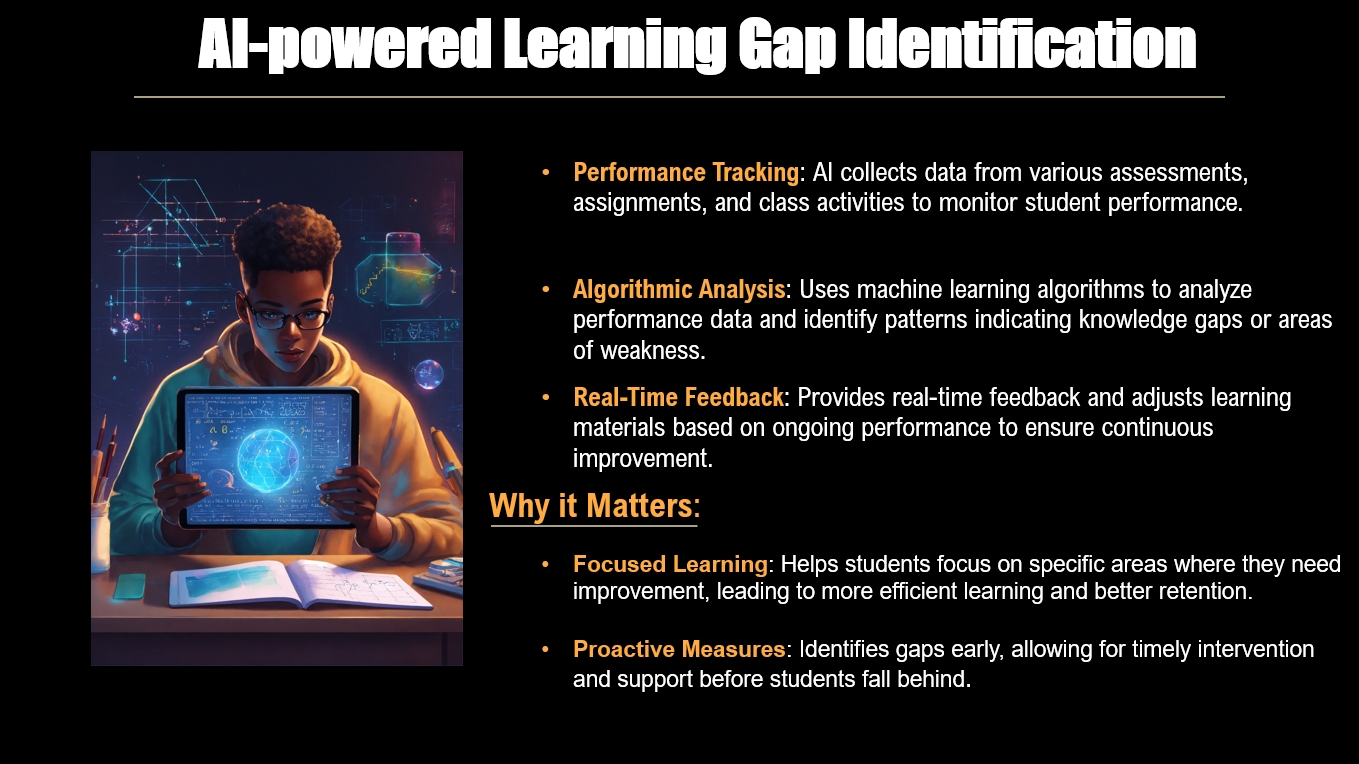 AI-powered Learning Gap Identification
• Performance Tracking: AI collects data from various assessments,
assignments, and class activities to monitor student performance.
• Algorithmic Analysis: Uses machine learning algorithms to analyze
performance data and identify patterns indicating knowledge gaps or areas
of weakness.
• Real-Time Feedback: Provides real-time feedback and adjusts learning
materials based on ongoing performance to ensure continuous
improvement.
Why it Matters:
• Focused Learning: Helps students focus on specific areas where they need
improvement, leading to more efficient learning and better retention.
• Proactive Measures: Identifies gaps early, allowing for timely intervention
and support before students fall behind.